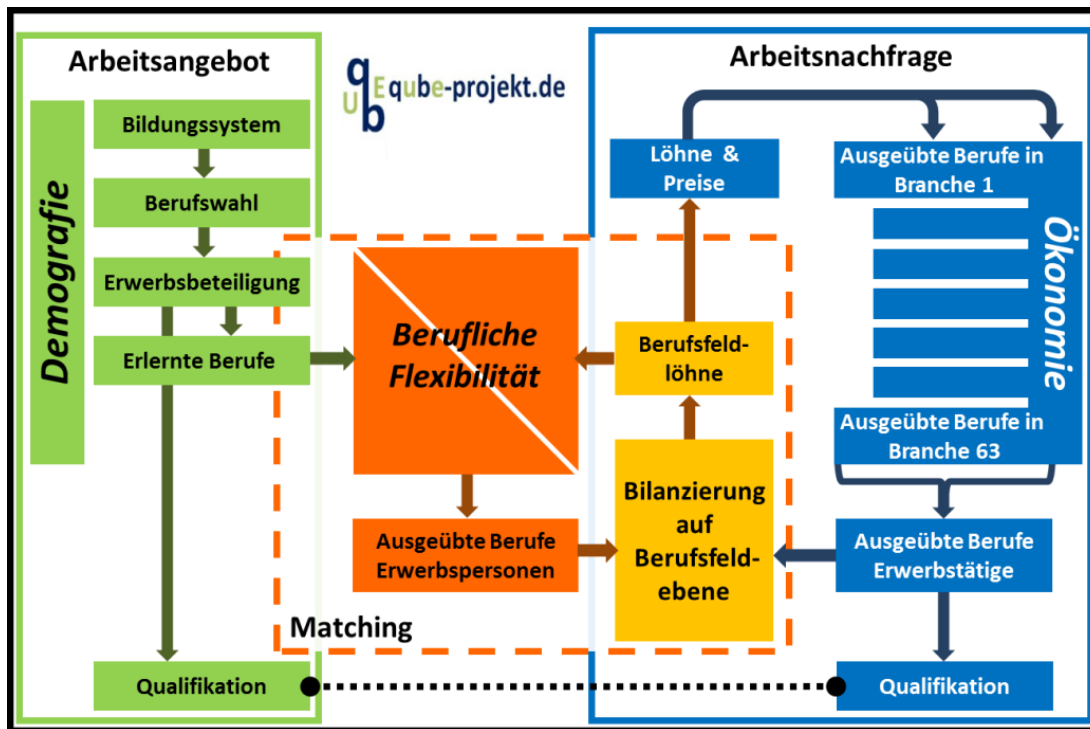 Arbeitsangebot
Demografie
Bildungssystem
Berufswahl
Erwerbsbeteiligung
Erlernte Berufe
Qualifikation
qUEb qube-projekt.de
Berufliche
Flexibilität
Ausgeübte Berufe
Erwerbspersonen
Matching
Arbeitsnachfrage
Löhne &
Preise
Berufsfeld-
löhne
Bilanzierung
auf
Berufsfeld-
ebene
Ausgeübte Berufe in
Branche 1
Ökonomie
Ausgeübte Berufe in
Branche 63
Ausgeübte Berufe
Erwerbstätige
Qualifikation